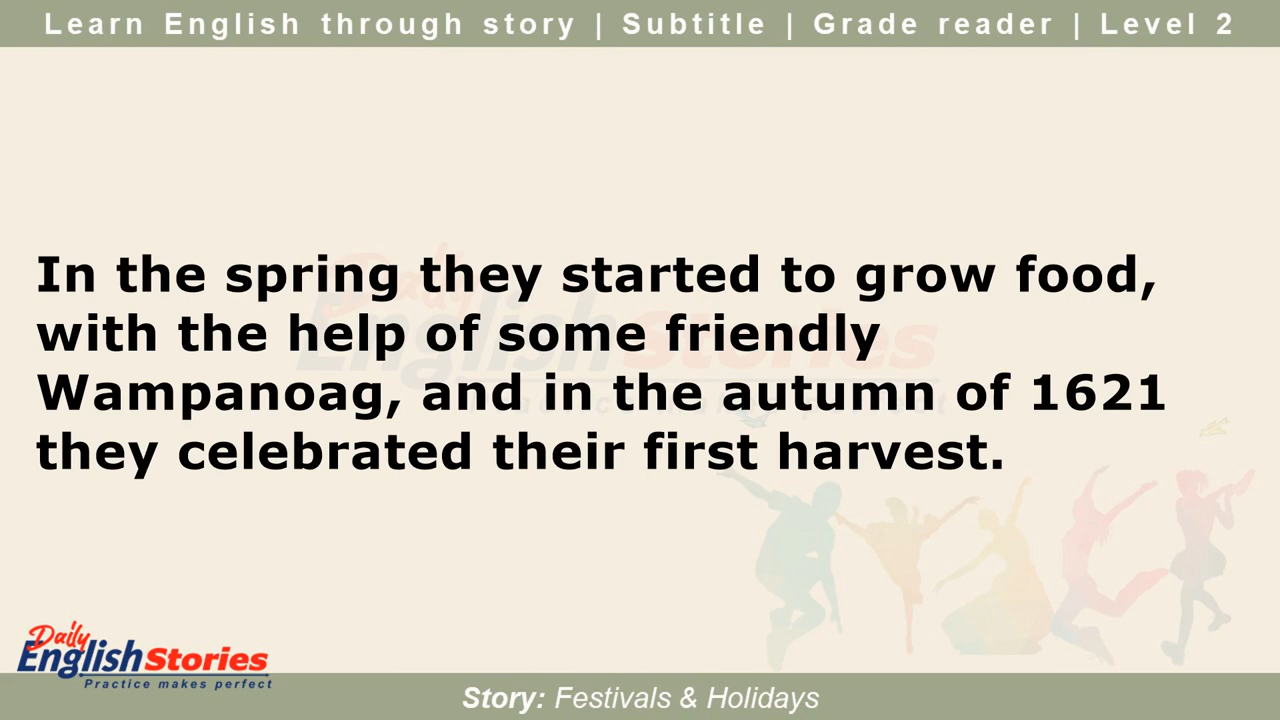 Learn English through story | Subtitle | Grade reader | Level 2
In the spring they started to grow food,
with the help of some friendly
Wampanoag, and in the autumn of 1621
they celebrated their first harvest.
Daily
English Stories
Practice makes perfect
Story: Festivals & Holidays